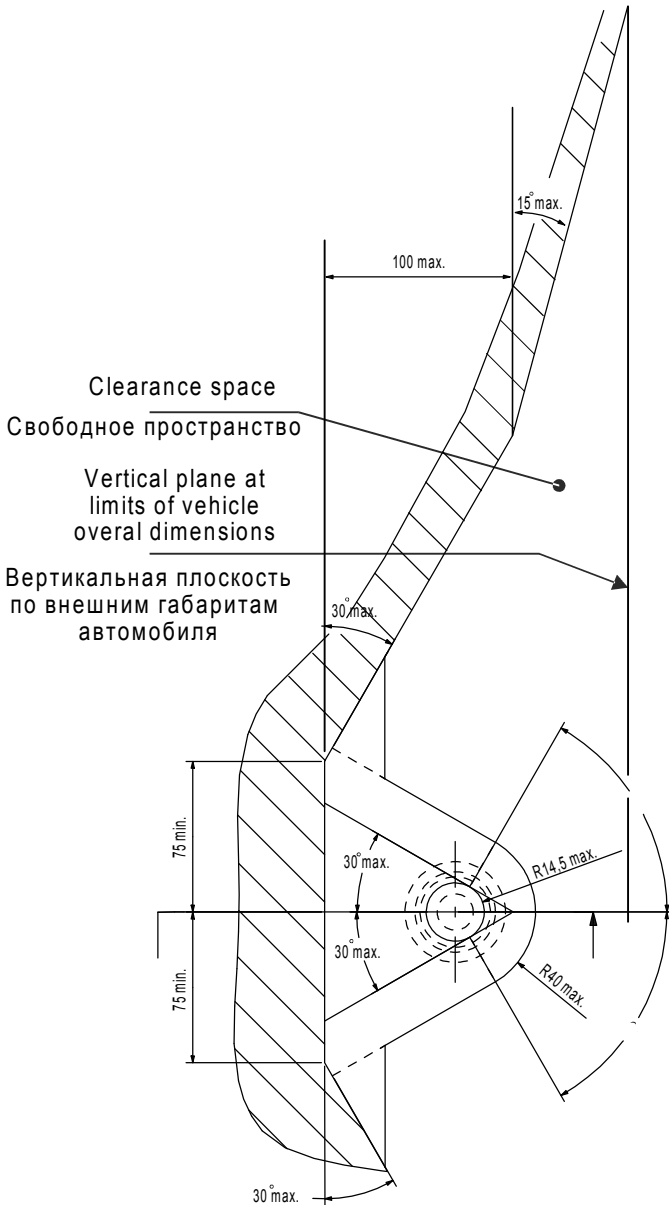 15° max.
100 max.
Clearance space
Свободное пространство
Vertical plane at
limits of vehicle
overal dimensions
Вертикальная плоскость
по внешним габаритам
автомобиля
30° max.
75 min.
30° max.
R14,5 max.
30° max.
R40 max.
75 min.
30° max.